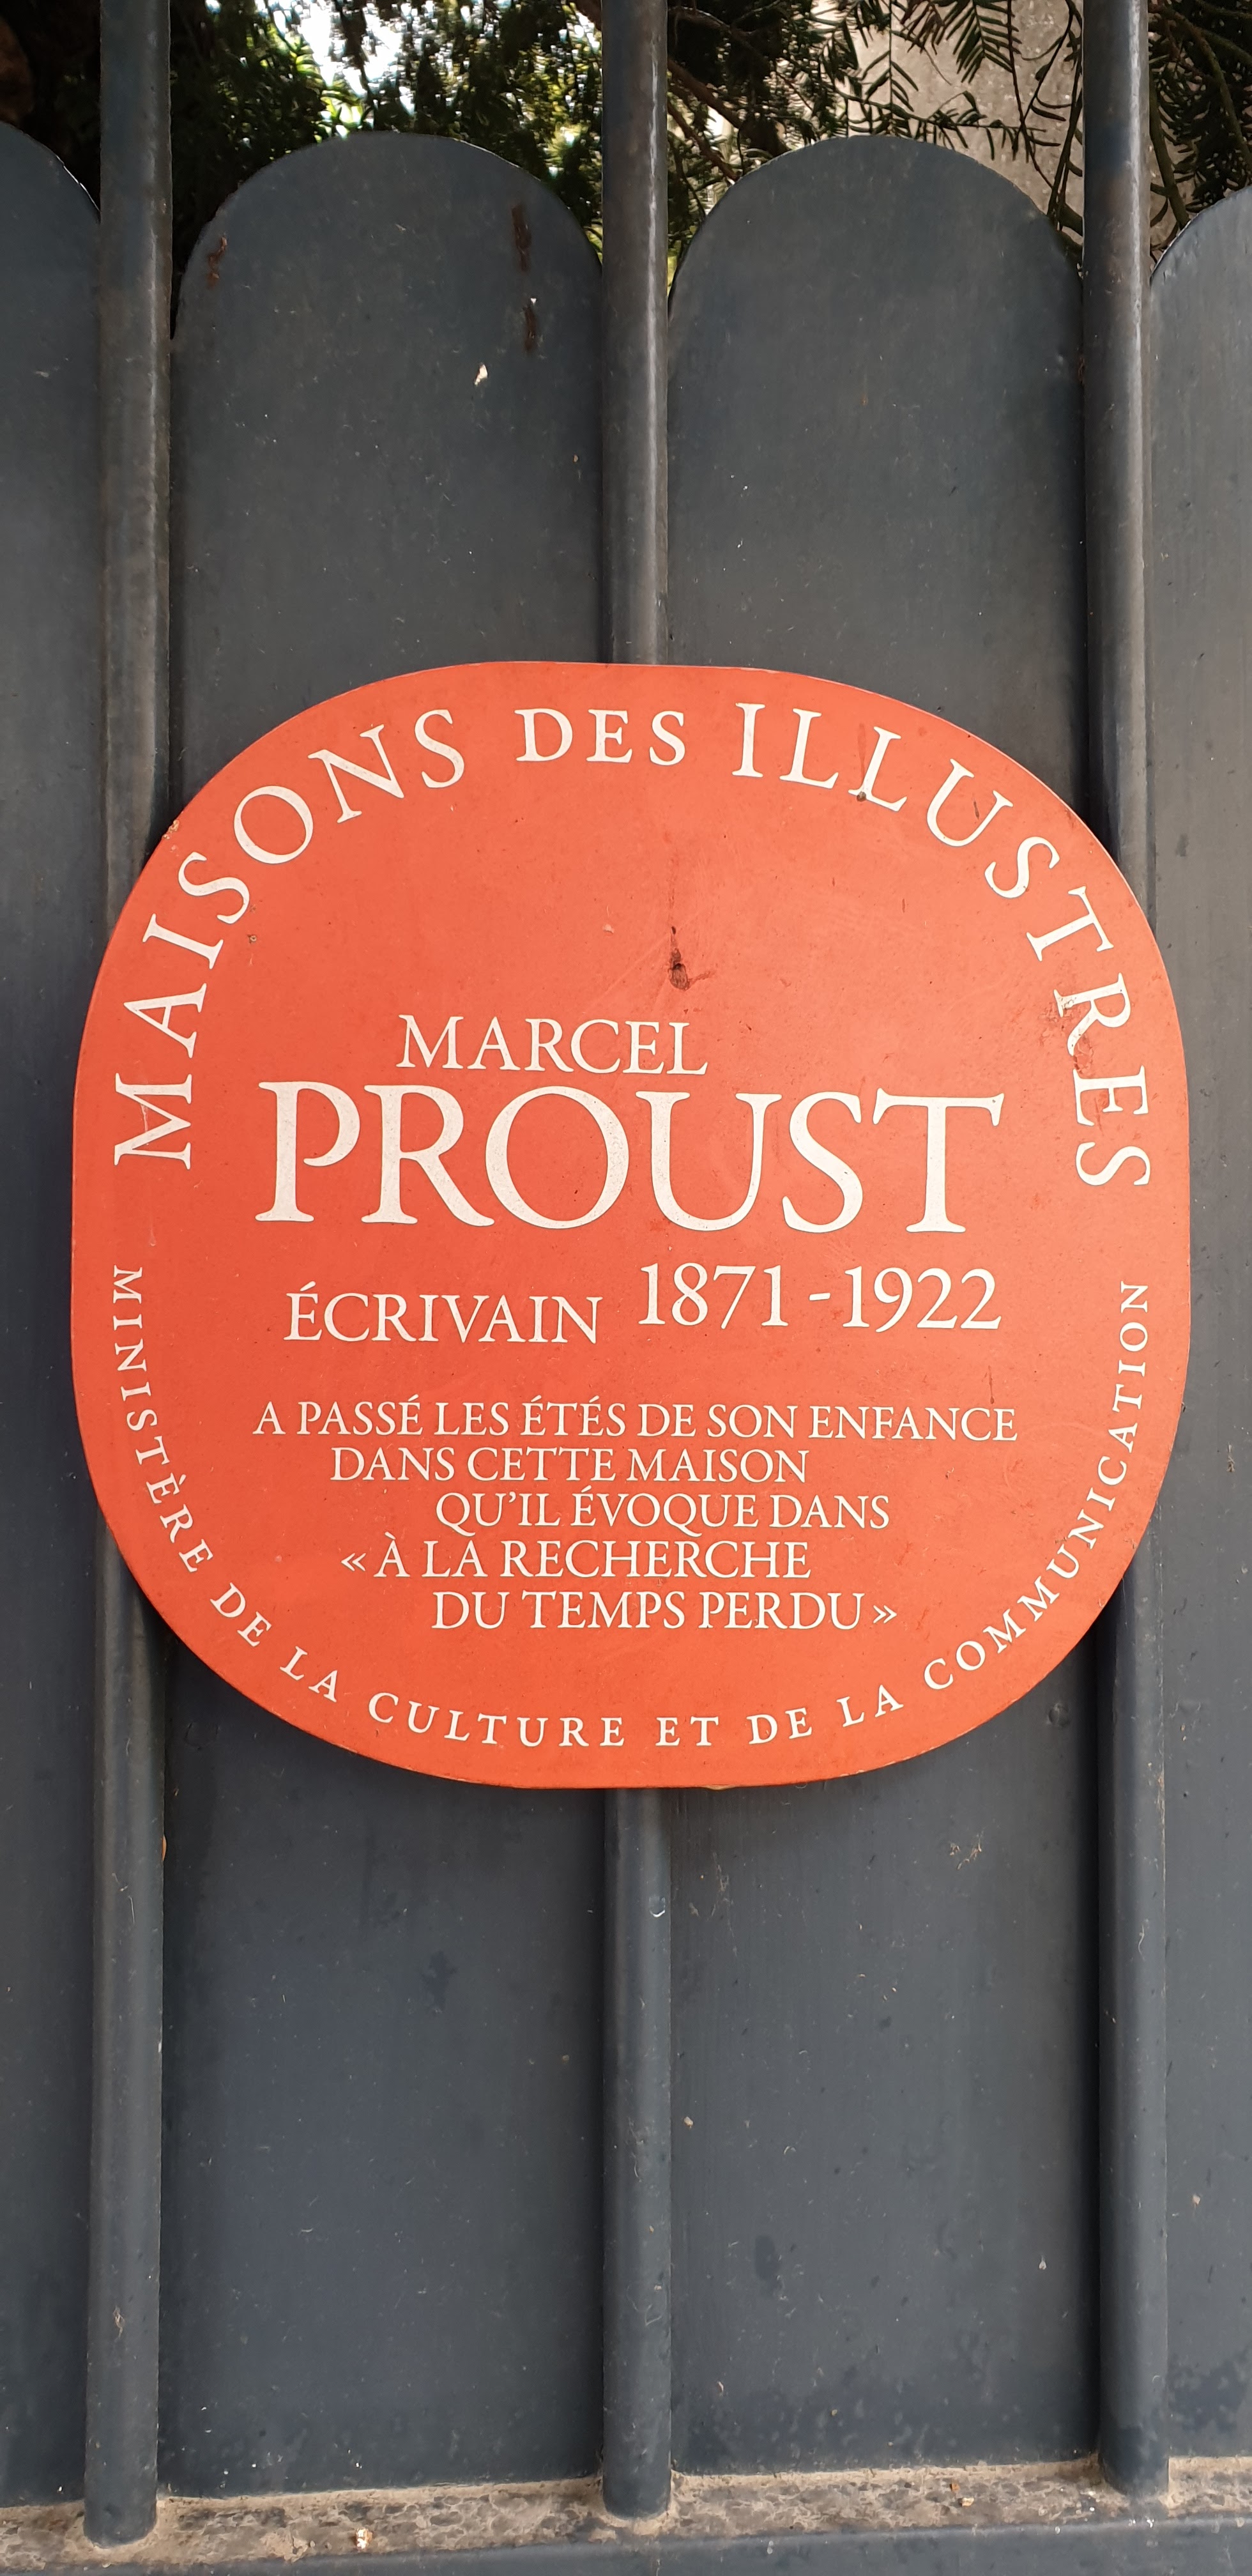 MAISONS DES ILLUSTRES
MARCEL
PROUST
ÉCRIVAIN 1871-1922
A PASSÉ LES ÉTÉS DE SON ENFANCE
DANS CETTE MAISON
QU'IL ÉVOQUE DANS
« À LA RECHERCHE
DU TEMPS PERDU »
MINISTÈRE DE LA CULTURE ET DE LA COMMUNICATION